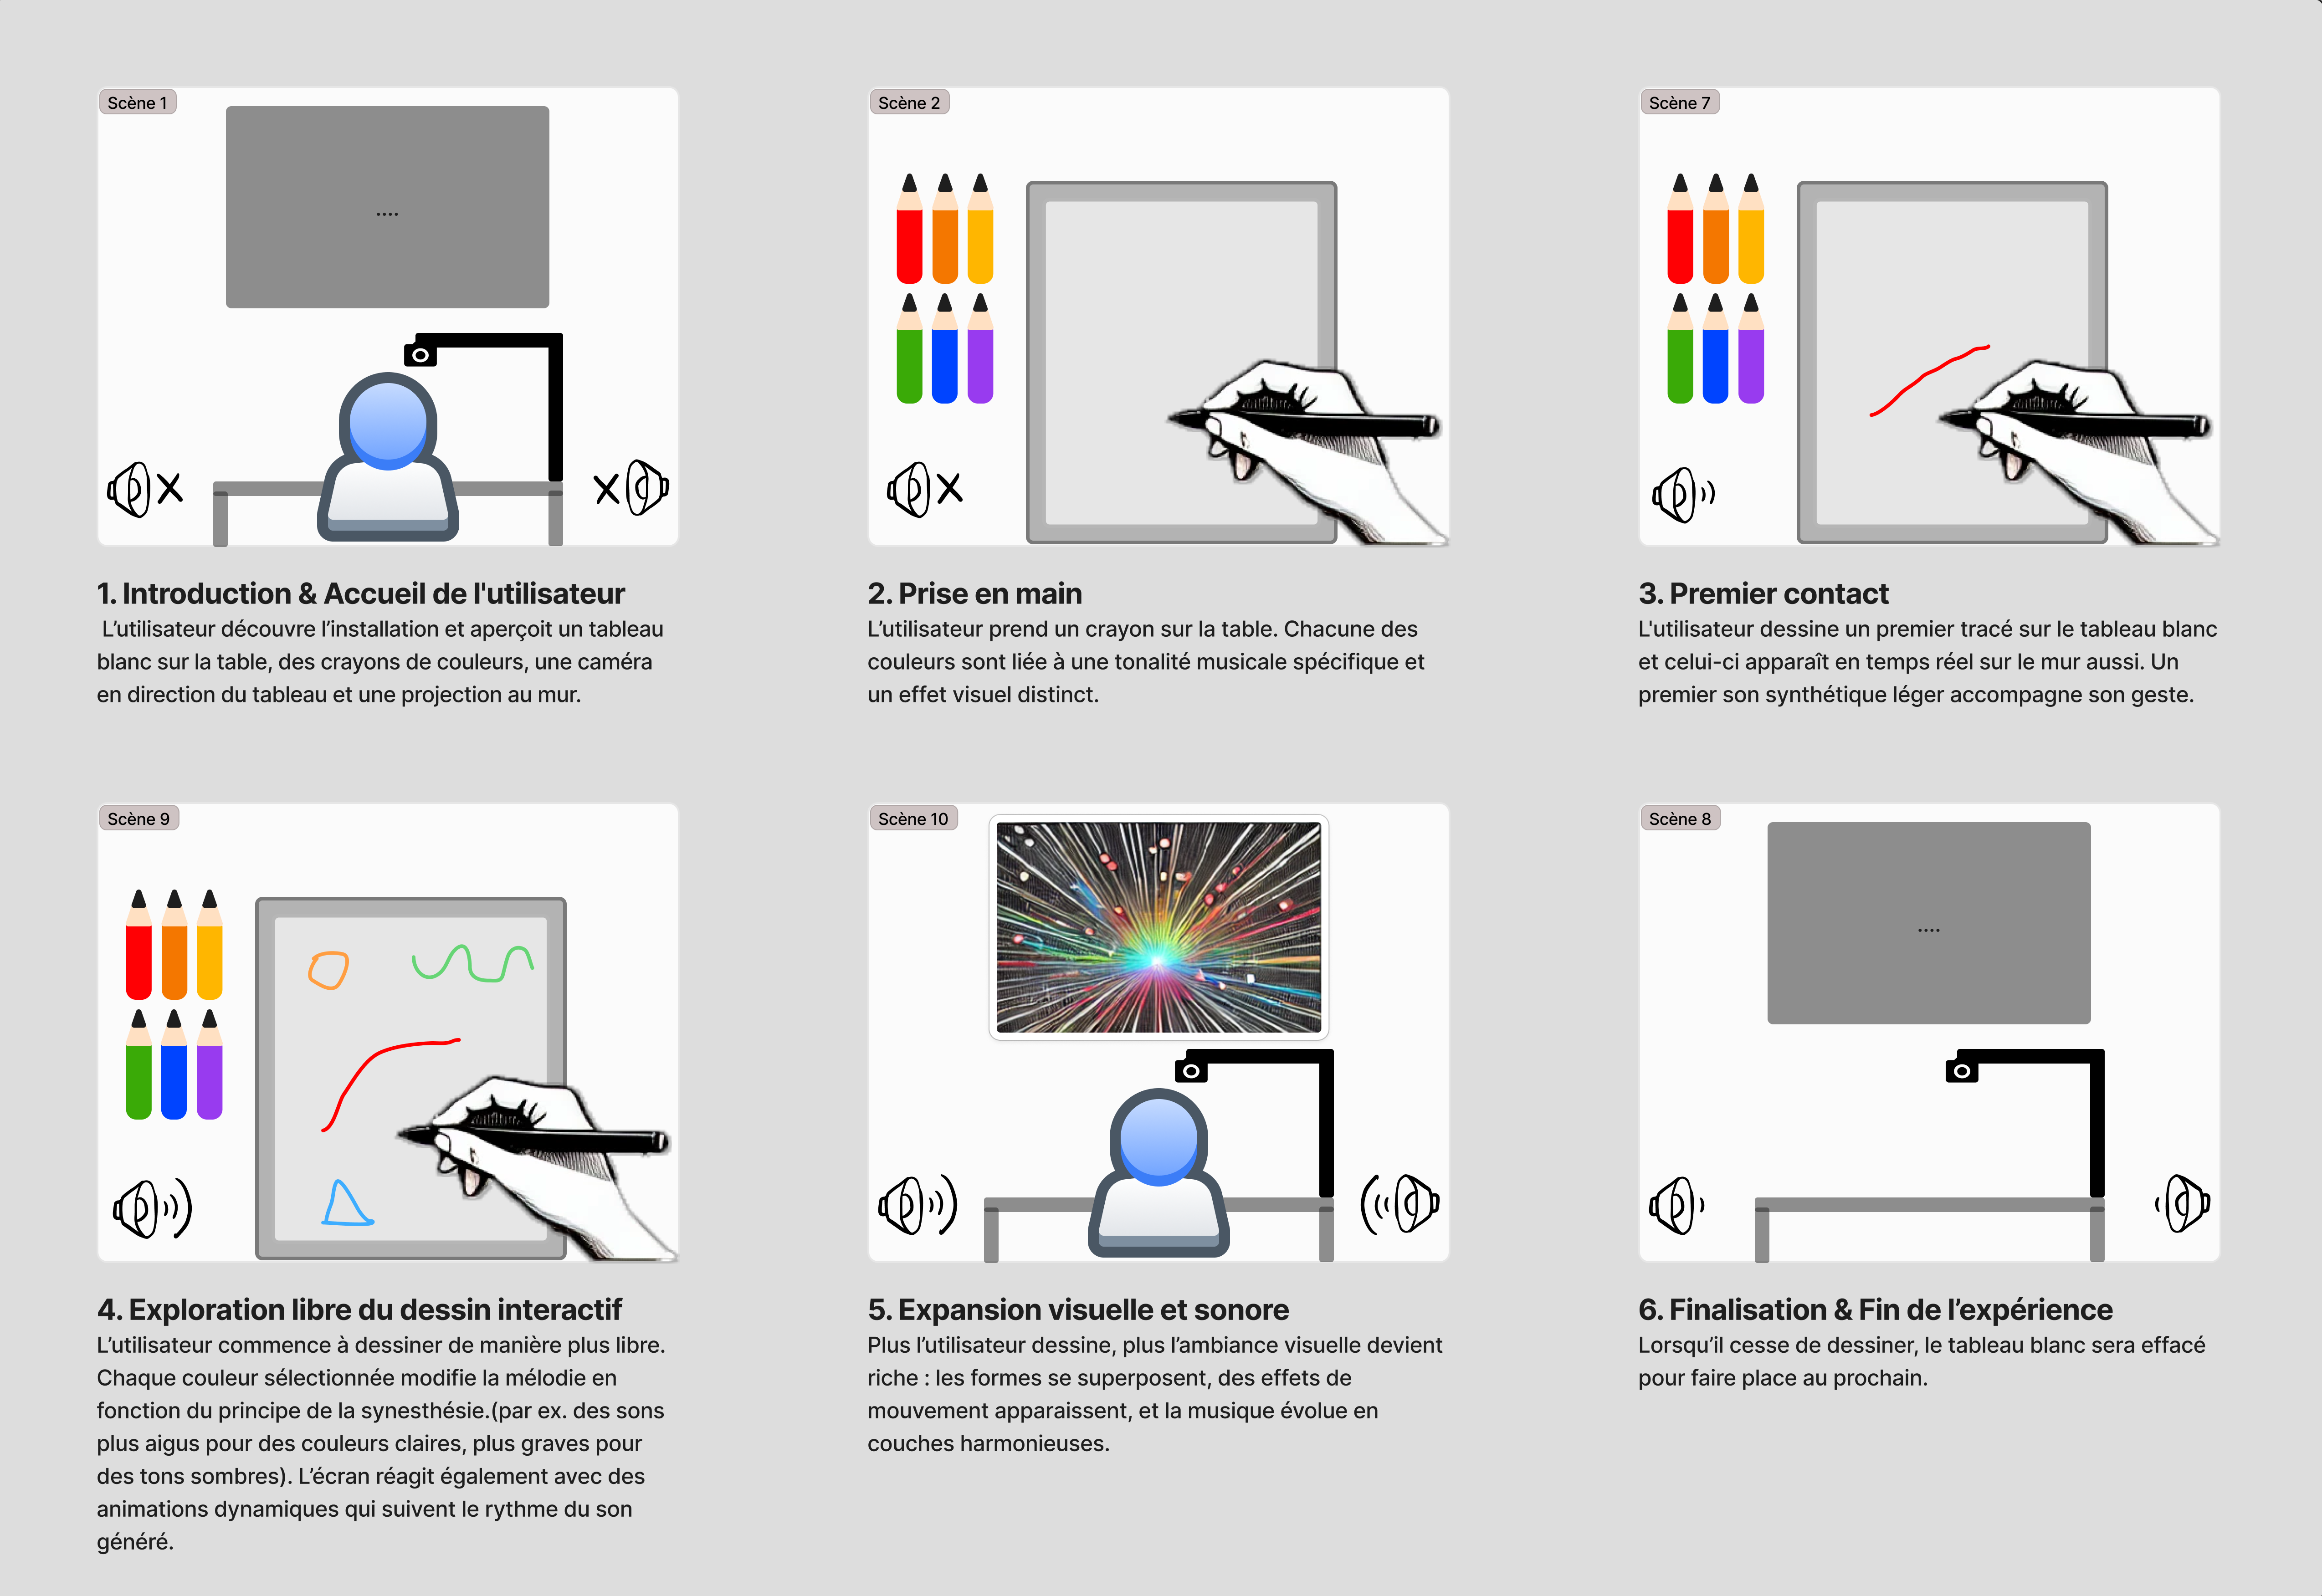 Scène 1
....
1. Introduction & Accueil de l'utilisateur
L’utilisateur découvre l’installation et aperçoit un tableau
blanc sur la table, des crayons de couleurs, une caméra
en direction du tableau et une projection au mur.
Scène 2
2. Prise en main
L’utilisateur prend un crayon sur la table. Chacune des
couleurs sont liée à une tonalité musicale spécifique et
un effet visuel distinct.
Scène 7
3. Premier contact
L'utilisateur dessine un premier tracé sur le tableau blanc
et celui-ci apparaît en temps réel sur le mur aussi. Un
premier son synthétique léger accompagne son geste.
Scène 9
4. Exploration libre du dessin interactif
L’utilisateur commence à dessiner de manière plus libre.
Chaque couleur sélectionnée modifie la mélodie en
fonction du principe de la synesthésie.(par ex. des sons
plus aigus pour des couleurs claires, plus graves pour
des tons sombres). L’écran réagit également avec des
animations dynamiques qui suivent le rythme du son
généré.
Scène 10
5. Expansion visuelle et sonore
Plus l’utilisateur dessine, plus l’ambiance visuelle devient
riche : les formes se superposent, des effets de
mouvement apparaissent, et la musique évolue en
couches harmonieuses.
Scène 8
....
6. Finalisation & Fin de l’expérience
Lorsqu’il cesse de dessiner, le tableau blanc sera effacé
pour faire place au prochain.